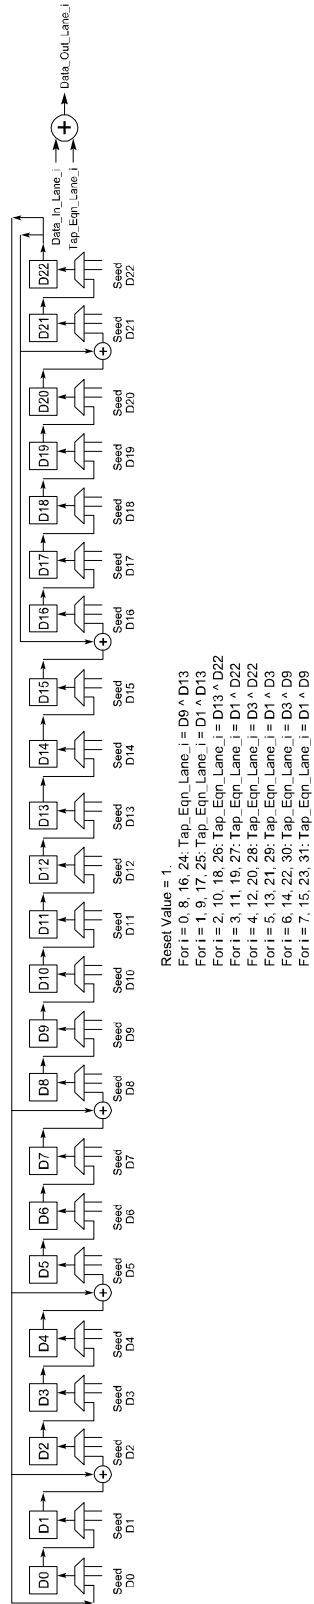 D0 D1 D2 D3 D4 D5 D6 D7 D8 D9 D10 D11 D12 D13 D14 D15 D16 D17 D18 D19 D20 D21 D22
Data_In_Lane_i
Data_Out_Lane_i
Tap_Eqn_Lane_i
Seed Seed Seed Seed Seed Seed Seed Seed Seed Seed Seed Seed Seed Seed Seed Seed Seed Seed Seed Seed Seed Seed Seed
D0 D1 D2 D3 D4 D5 D6 D7 D8 D9 D10 D11 D12 D13 D14 D15 D16 D17 D18 D19 D20 D21 D22
Reset Value = 1.
For i = 0, 8, 16, 24: Tap_Eqn_Lane_i = D9 ^ D13
For i = 1, 9, 17, 25: Tap_Eqn_Lane_i = D1 ^ D13
For i = 2, 10, 18, 26: Tap_Eqn_Lane_i = D13 ^ D22
For i = 3, 11, 19, 27: Tap_Eqn_Lane_i = D1 ^ D22
For i = 4, 12, 20, 28: Tap_Eqn_Lane_i = D3 ^ D22
For i = 5, 13, 21, 29: Tap_Eqn_Lane_i = D1 ^ D3
For i = 6, 14, 22, 30: Tap_Eqn_Lane_i = D3 ^ D9
For i = 7, 15, 23, 31: Tap_Eqn_Lane_i = D1 ^ D9